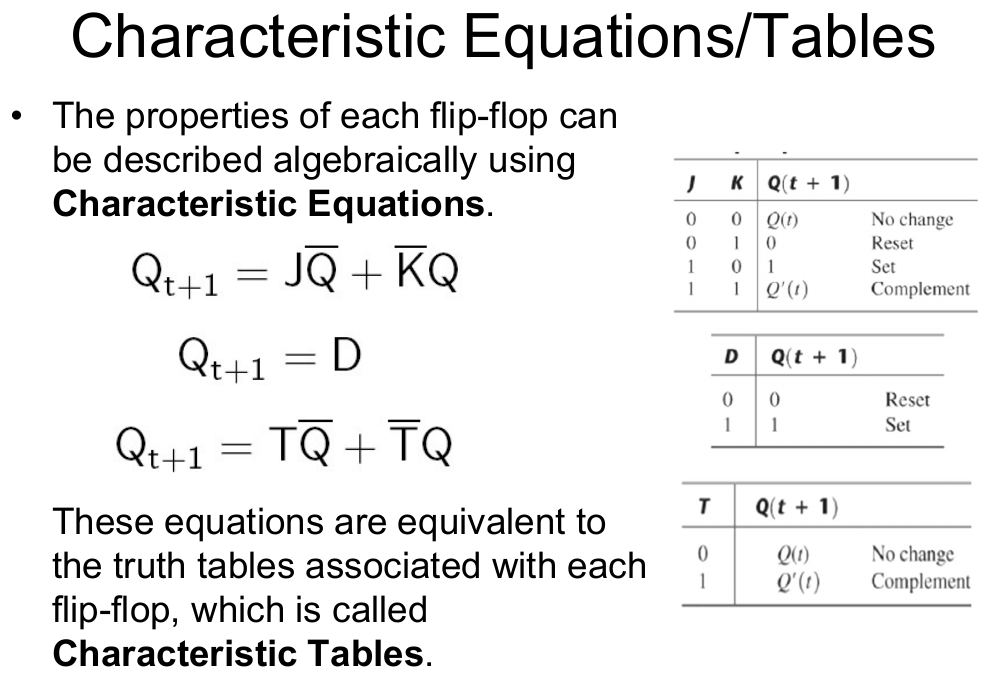 Characteristic Equations/Tables
• The properties of each flip-flop can
be described algebraically using
Characteristic Equations.
Q_{t+1} = JQ̅ + K̅Q
Q_{t+1} = D
Q_{t+1} = TQ̅ + T̅Q
These equations are equivalent to
the truth tables associated with each
flip-flop, which is called
Characteristic Tables.
J K Q(t + 1)
0 0 Q(t) No change
0 1 0 Reset
1 0 1 Set
1 1 Q′(t) Complement
D Q(t + 1)
0 0 Reset
1 1 Set
T Q(t + 1)
0 Q(t) No change
1 Q′(t) Complement